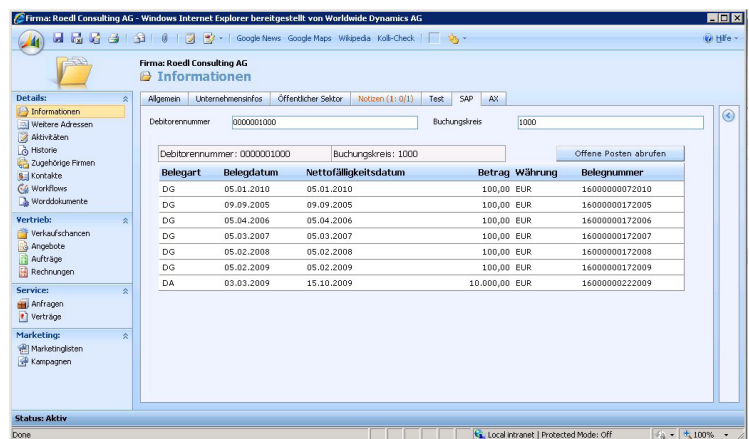 Firma: Roedl Consulting AG - Windows Internet Explorer bereitgestellt von Worldwide Dynamics AG
Google News Google Maps Wikipedia Kolli-Check
Hilfe
Firma: Roedl Consulting AG
Informationen
Details:
Informationen
Weitere Adressen
Aktivitäten
Historie
Zugehörige Firmen
Kontakte
Workflows
Worddokumente
Vertrieb:
Verkaufschancen
Angebote
Aufträge
Rechnungen
Service:
Anfragen
Verträge
Marketing:
Marketinglisten
Kampagnen
Allgemein Unternehmensinfos Öffentlicher Sektor Notizen (1: 0/1) Test SAP AX
Debitorennummer 0000001000 Buchungskreis 1000
Debitorennummer: 0000001000 Buchungskreis: 1000 Offene Posten abrufen
Belegart Belegdatum Nettofälligkeitsdatum Betrag Währung Belegnummer
DG 05.01.2010 05.01.2010 100,00 EUR 16000000072010
DG 09.09.2005 09.09.2005 100,00 EUR 16000000172005
DG 05.04.2006 05.04.2006 100,00 EUR 16000000172006
DG 05.03.2007 05.03.2007 100,00 EUR 16000000172007
DG 05.02.2008 05.02.2008 100,00 EUR 16000000172008
DG 05.02.2009 05.02.2009 100,00 EUR 16000000172009
DA 03.03.2009 15.10.2009 10.000,00 EUR 16000000222009
Status: Aktiv
Done Local intranet | Protected Mode: Off 100%